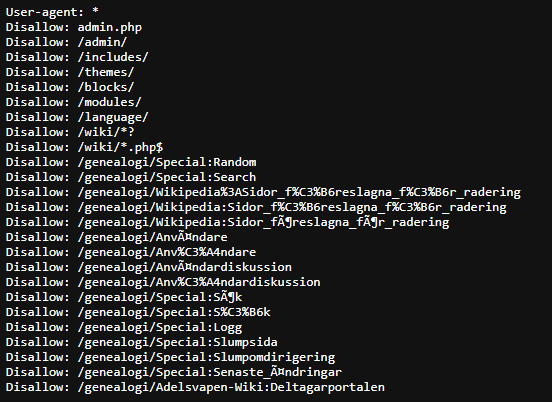 User-agent: *
Disallow: admin.php
Disallow: /admin/
Disallow: /includes/
Disallow: /themes/
Disallow: /blocks/
Disallow: /modules/
Disallow: /language/
Disallow: /wiki/*?
Disallow: /wiki/*.php$
Disallow: /genealogi/Special:Random
Disallow: /genealogi/Special:Search
Disallow: /genealogi/Wikipedia%3ASidor_f%C3%B6reslagna_f%C3%B6r_radering
Disallow: /genealogi/Wikipedia:Sidor_f%C3%B6reslagna_f%C3%B6r_radering
Disallow: /genealogi/Wikipedia:Sidor_fÃ¶reslagna_fÃ¶r_radering
Disallow: /genealogi/AnvÃ¤ndare
Disallow: /genealogi/Anv%C3%A4ndare
Disallow: /genealogi/AnvÃ¤ndardiskussion
Disallow: /genealogi/Anv%C3%A4ndardiskussion
Disallow: /genealogi/Special:SÃ¶k
Disallow: /genealogi/Special:S%C3%B6k
Disallow: /genealogi/Special:Logg
Disallow: /genealogi/Special:Slumpsida
Disallow: /genealogi/Special:Slumpomdirigering
Disallow: /genealogi/Special:Senaste_Ã¤ndringar
Disallow: /genealogi/Adelsvapen-Wiki:Deltagarportalen